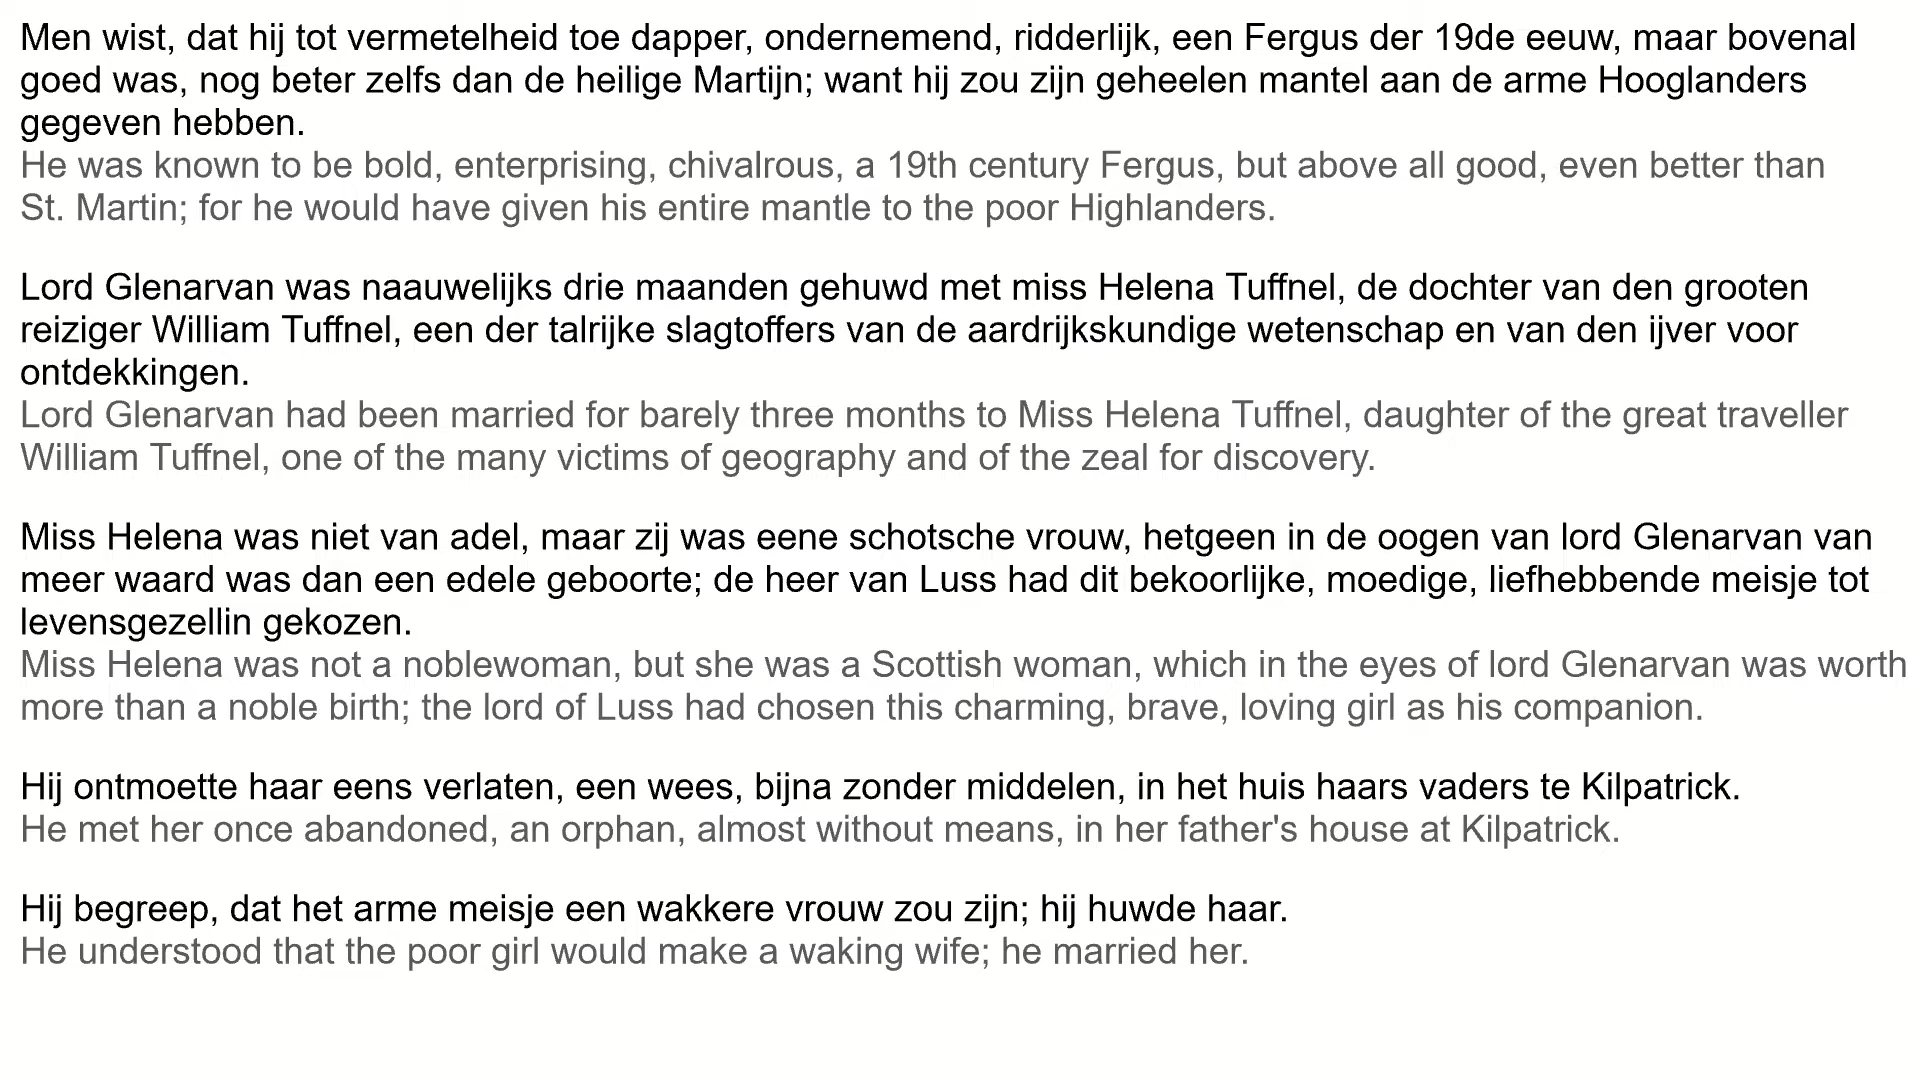 Men wist, dat hij tot vermetelheid toe dapper, ondernemend, ridderlijk, een Fergus der 19de eeuw, maar bovenal
goed was, nog beter zelfs dan de heilige Martijn; want hij zou zijn geheelen mantel aan de arme Hooglanders
gegeven hebben.
He was known to be bold, enterprising, chivalrous, a 19th century Fergus, but above all good, even better than
St. Martin; for he would have given his entire mantle to the poor Highlanders.
Lord Glenarvan was naauwelijks drie maanden gehuwd met miss Helena Tuffnel, de dochter van den grooten
reiziger William Tuffnel, een der talrijke slagtoffers van de aardrijkskundige wetenschap en van den ijver voor
ontdekkingen.
Lord Glenarvan had been married for barely three months to Miss Helena Tuffnel, daughter of the great traveller
William Tuffnel, one of the many victims of geography and of the zeal for discovery.
Miss Helena was niet van adel, maar zij was eene schotsche vrouw, hetgeen in de oogen van lord Glenarvan van
meer waard was dan een edele geboorte; de heer van Luss had dit bekoorlijke, moedige, liefhebbende meisje tot
levensgezellin gekozen.
Miss Helena was not a noblewoman, but she was a Scottish woman, which in the eyes of lord Glenarvan was worth
more than a noble birth; the lord of Luss had chosen this charming, brave, loving girl as his companion.
Hij ontmoette haar eens verlaten, een wees, bijna zonder middelen, in het huis haars vaders te Kilpatrick.
He met her once abandoned, an orphan, almost without means, in her father's house at Kilpatrick.
Hij begreep, dat het arme meisje een wakkere vrouw zou zijn; hij huwde haar.
He understood that the poor girl would make a waking wife; he married her.